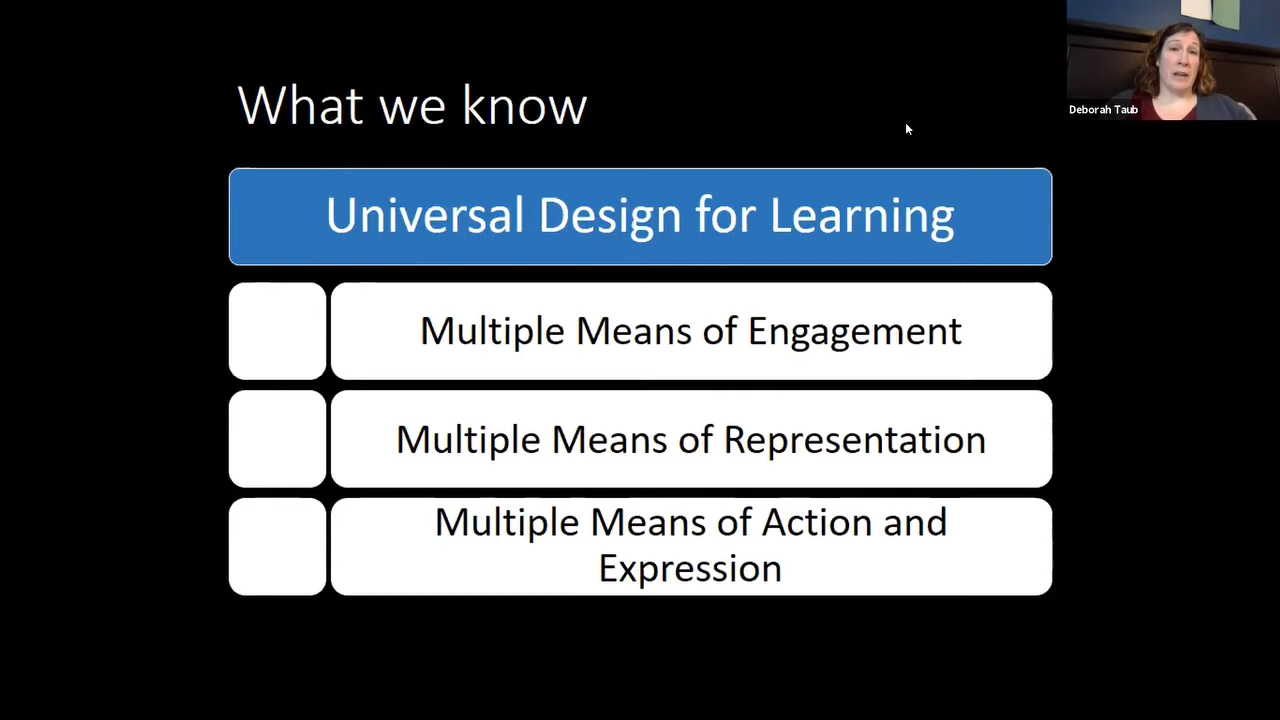 What we know
Deborah Taub
Universal Design for Learning
Multiple Means of Engagement
Multiple Means of Representation
Multiple Means of Action and
Expression